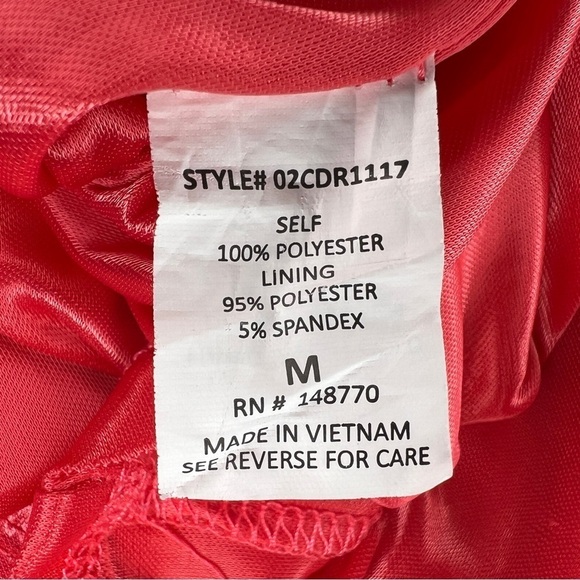 STYLE# 02CDR1117
SELF
100% POLYESTER
LINING
95% POLYESTER
5% SPANDEX
M
RN # 148770
MADE IN VIETNAM
SEE REVERSE FOR CARE